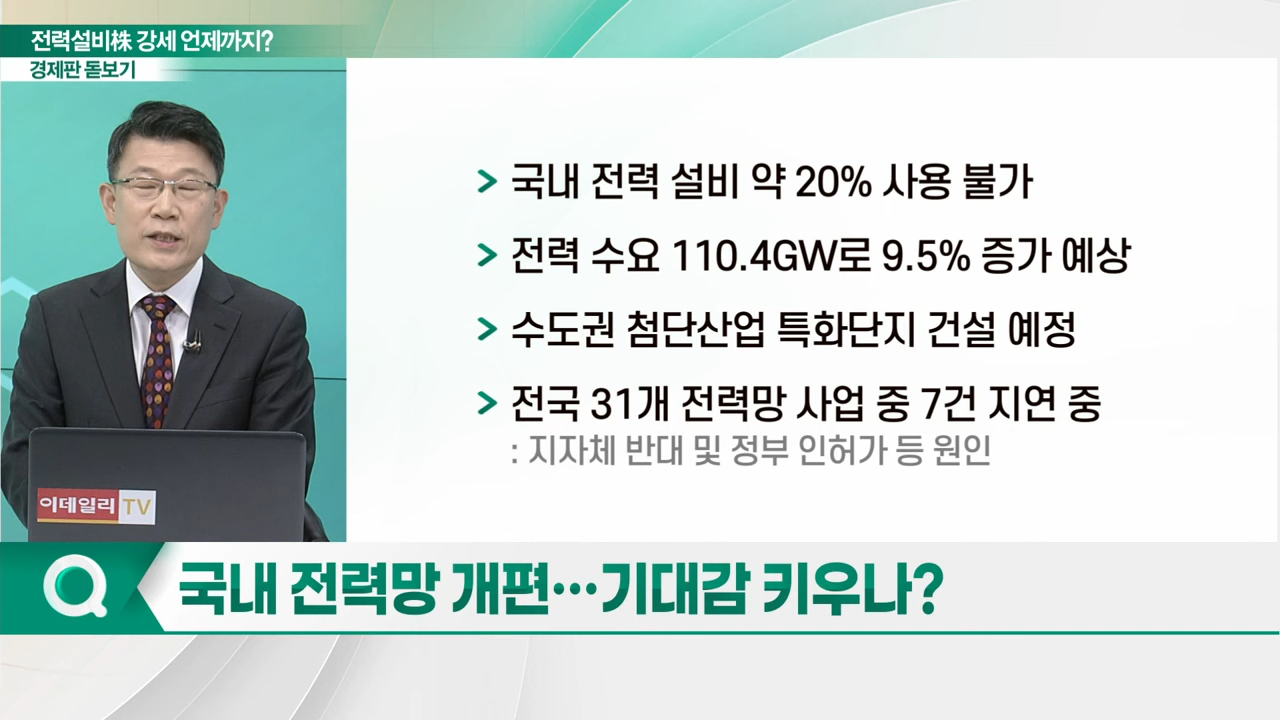 전력설비株 강세 언제까지?
경제판 돋보기
> 국내 전력 설비 약 20% 사용 불가
> 전력 수요 110.4GW로 9.5% 증가 예상
> 수도권 첨단산업 특화단지 건설 예정
> 전국 31개 전력망 사업 중 7건 지연 중
: 지자체 반대 및 정부 인허가 등 원인
이데일리 TV
국내 전력망 개편…기대감 키우나?